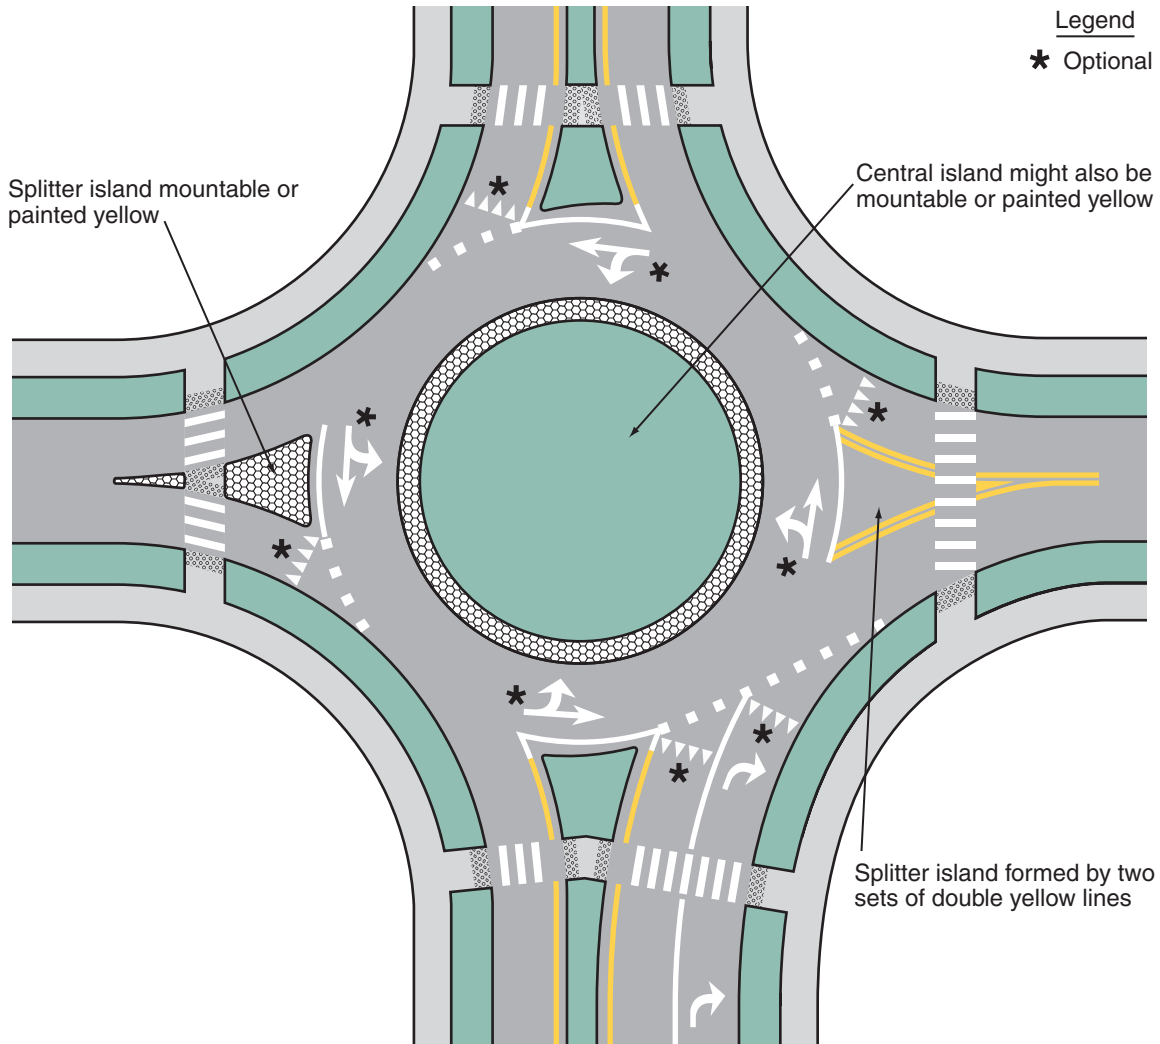 Legend
* Optional
Splitter island mountable or
painted yellow
Central island might also be
mountable or painted yellow
Splitter island formed by two
sets of double yellow lines